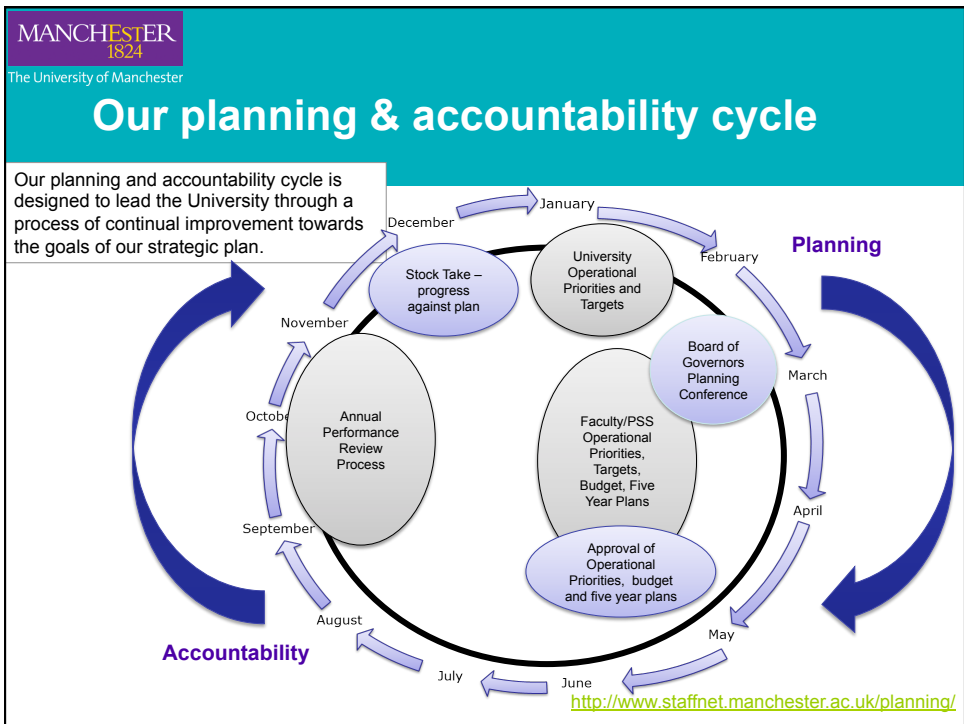 MANCHESTER
1824
The University of Manchester
Our planning & accountability cycle
Our planning and accountability cycle is
designed to lead the University through a
process of continual improvement towards
the goals of our strategic plan.
January
February
March
April
May
June
July
August
September
Octobe
November
December
Planning
Accountability
University
Operational
Priorities and
Targets
Board of
Governors
Planning
Conference
Faculty/PSS
Operational
Priorities,
Targets,
Budget, Five
Year Plans
Approval of
Operational
Priorities, budget
and five year plans
Annual
Performance
Review
Process
Stock Take –
progress
against plan
http://www.staffnet.manchester.ac.uk/planning/